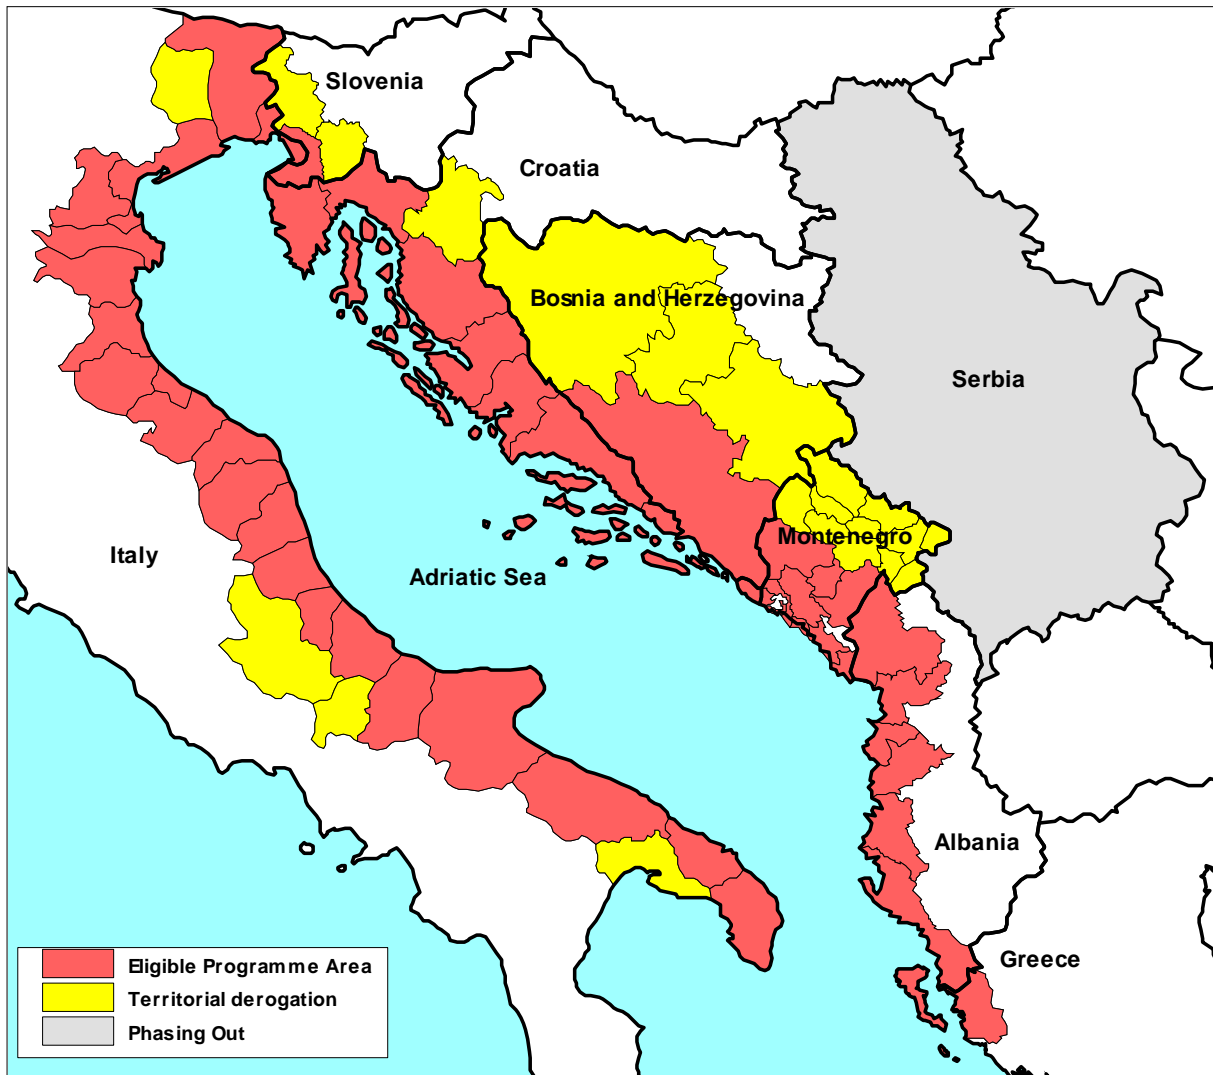 Slovenia
Croatia
Bosnia and Herzegovina
Serbia
Italy
Montenegro
Adriatic Sea
Albania
Greece
Eligible Programme Area
Territorial derogation
Phasing Out